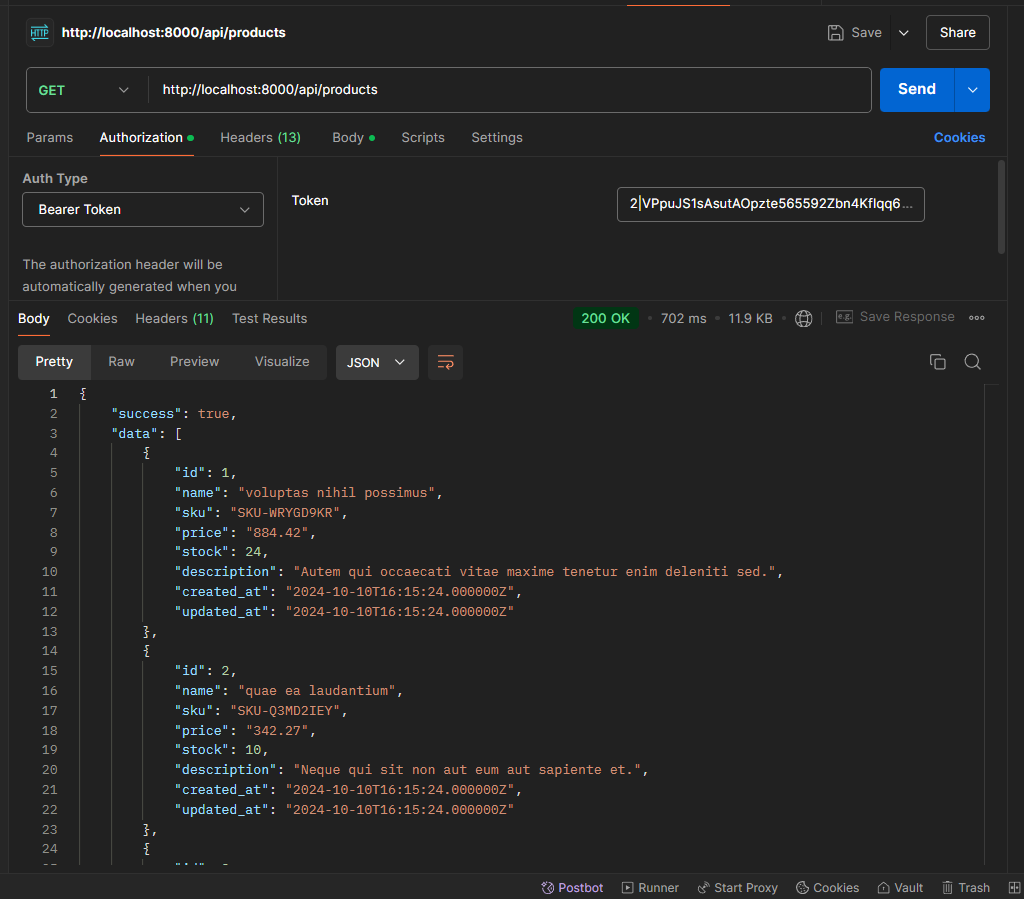 HTTP http://localhost:8000/api/products Save Share
GET http://localhost:8000/api/products Send
Params Authorization Headers (13) Body Scripts Settings Cookies
Auth Type
Bearer Token
The authorization header will be
automatically generated when you
Token 2|VPpuJS1sAsutAOpzte565592Zbn4Kflqq6...
Body Cookies Headers (11) Test Results 200 OK • 702 ms • 11.9 KB e.g. Save Response
Pretty Raw Preview Visualize JSON
1 {
2 "success": true,
3 "data": [
4 {
5 "id": 1,
6 "name": "voluptas nihil possimus",
7 "sku": "SKU-WRYGD9KR",
8 "price": "884.42",
9 "stock": 24,
10 "description": "Autem qui occaecati vitae maxime tenetur enim deleniti sed.",
11 "created_at": "2024-10-10T16:15:24.000000Z",
12 "updated_at": "2024-10-10T16:15:24.000000Z"
13 },
14 {
15 "id": 2,
16 "name": "quae ea laudantium",
17 "sku": "SKU-Q3MD2IEY",
18 "price": "342.27",
19 "stock": 10,
20 "description": "Neque qui sit non aut eum aut sapiente et.",
21 "created_at": "2024-10-10T16:15:24.000000Z",
22 "updated_at": "2024-10-10T16:15:24.000000Z"
23 },
24 {
Postbot Runner Start Proxy Cookies Vault Trash